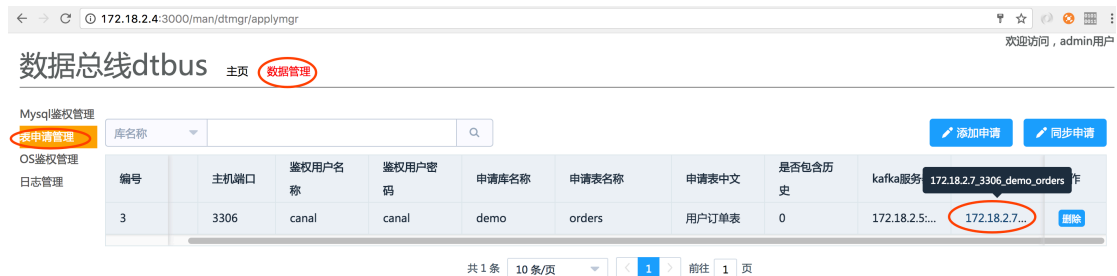 172.18.2.4:3000/man/dtmgr/applymgr
欢迎访问，admin用户
数据总线dtbus 主页 数据管理
Mysql鉴权管理
表申请管理
OS鉴权管理
日志管理
库名称
添加申请 同步申请
编号 主机端口 鉴权用户名称 鉴权用户密码 申请库名称 申请表名称 申请表中文 是否包含历史 kafka服务 作
172.18.2.7_3306_demo_orders
3 3306 canal canal demo orders 用户订单表 0 172.18.2.5:... 172.18.2.7... 删除
共 1 条 10 条/页 1 前往 1 页